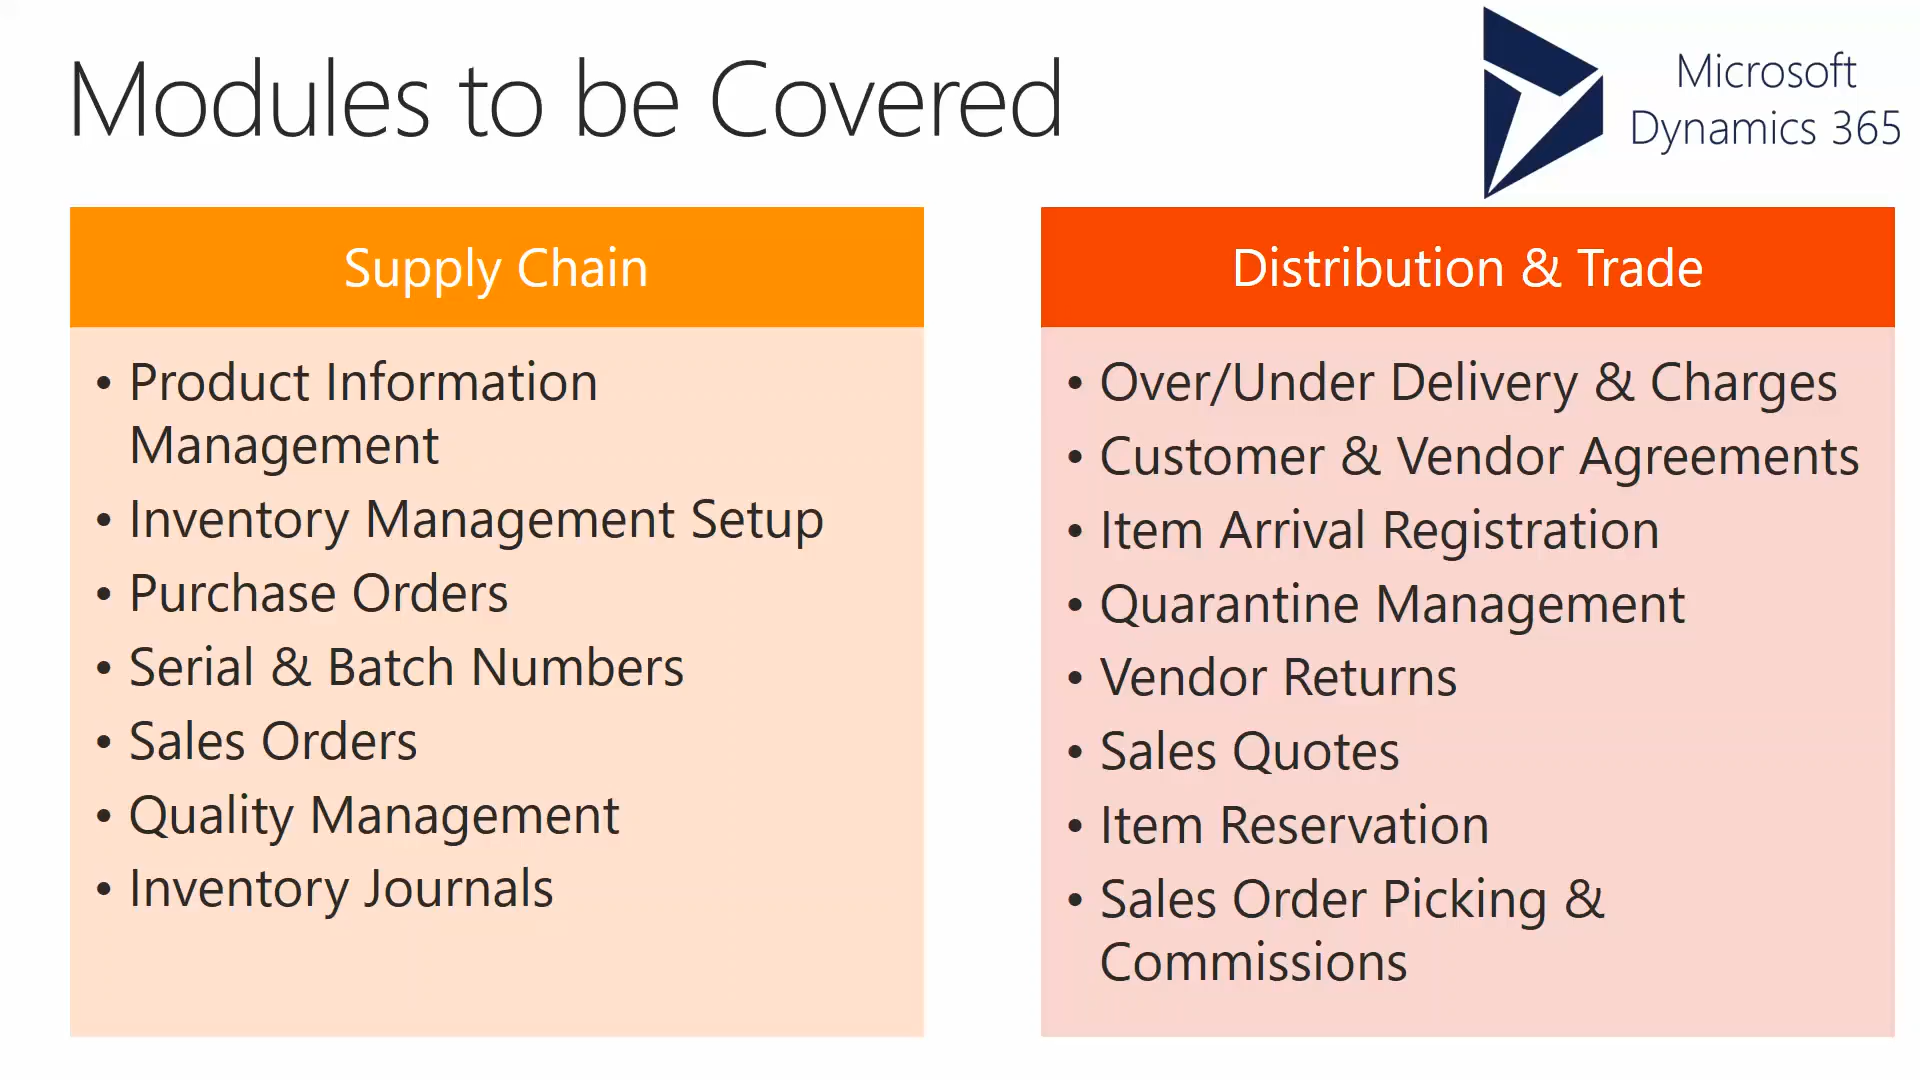 Modules to be Covered
Microsoft
Dynamics 365
Supply Chain
• Product Information
Management
• Inventory Management Setup
• Purchase Orders
• Serial & Batch Numbers
• Sales Orders
• Quality Management
• Inventory Journals
Distribution & Trade
• Over/Under Delivery & Charges
• Customer & Vendor Agreements
• Item Arrival Registration
• Quarantine Management
• Vendor Returns
• Sales Quotes
• Item Reservation
• Sales Order Picking &
Commissions